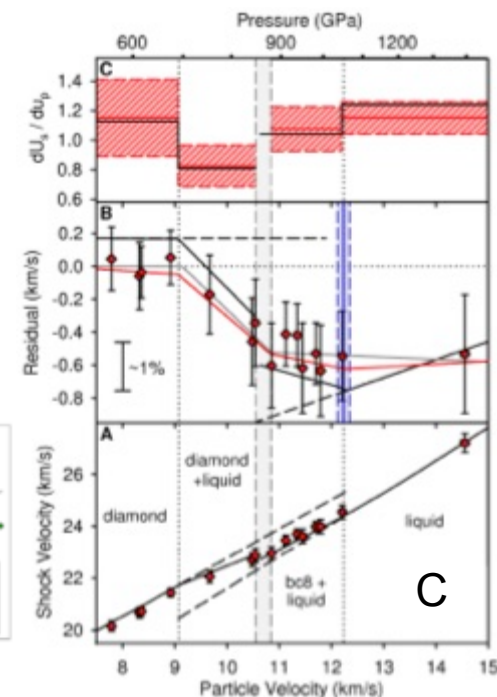 Pressure (GPa)
600 900 1200
C
dUs / dup
1.4
1.2
1.0
0.8
0.6
B
Residual (km/s)
0.2
0.0
-0.2
-0.4
-0.6
-0.8
~1%
A
Shock Velocity (km/s)
26
24
22
20
diamond
+liquid
diamond
liquid
bc8 +
liquid
C
8 9 10 11 12 13 14 15
Particle Velocity (km/s)